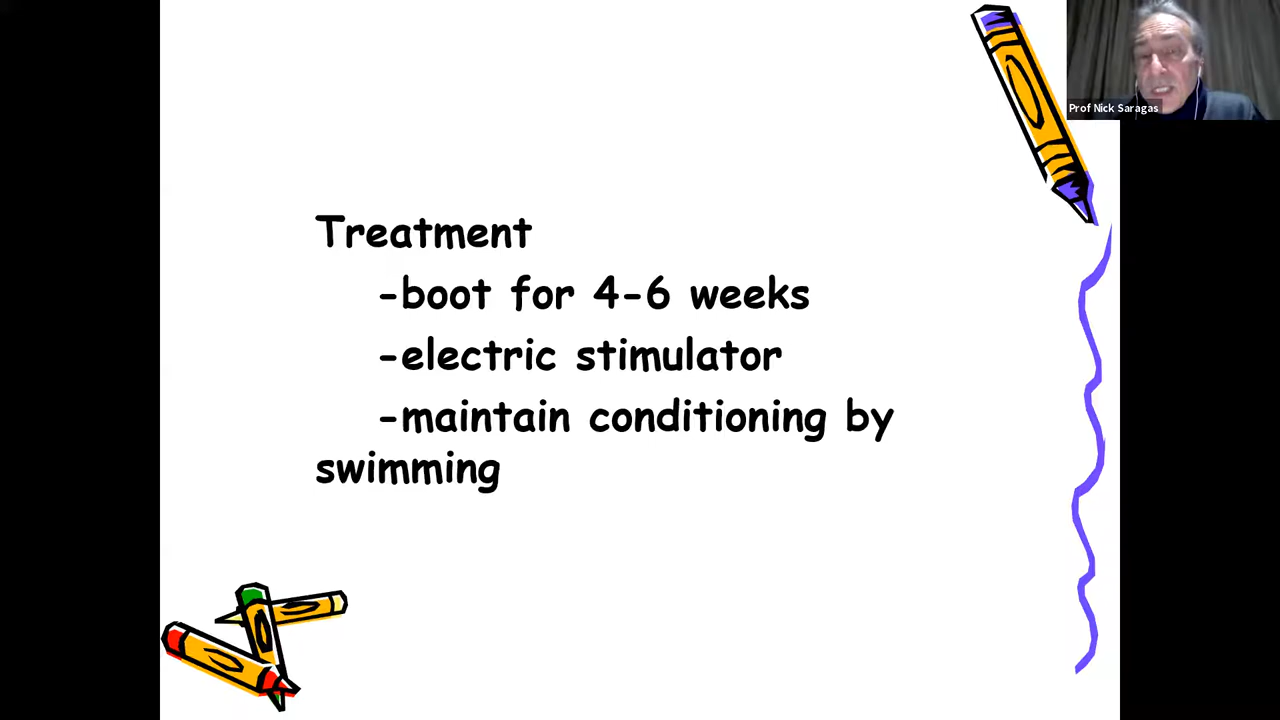 Prof Nick Saragas
Treatment
-boot for 4-6 weeks
-electric stimulator
-maintain conditioning by
swimming